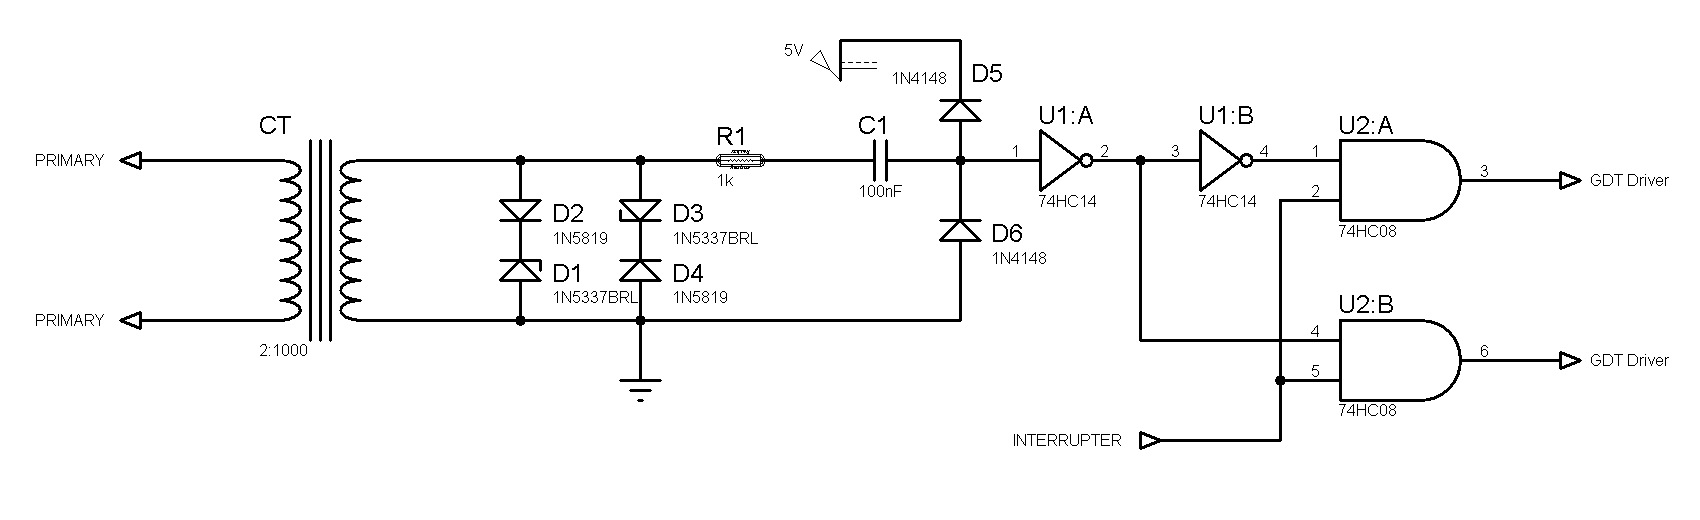 5V
1N4148
D5
CT
R1
1k
C1
100nF
U1:A
1
2
74HC14
U1:B
3
4
74HC14
U2:A
1
2
3
74HC08
GDT Driver
PRIMARY
PRIMARY
2:1000
D2
1N5819
D3
1N5337BRL
D1
1N5337BRL
D4
1N5819
D6
1N4148
U2:B
4
5
6
74HC08
GDT Driver
INTERRUPTER